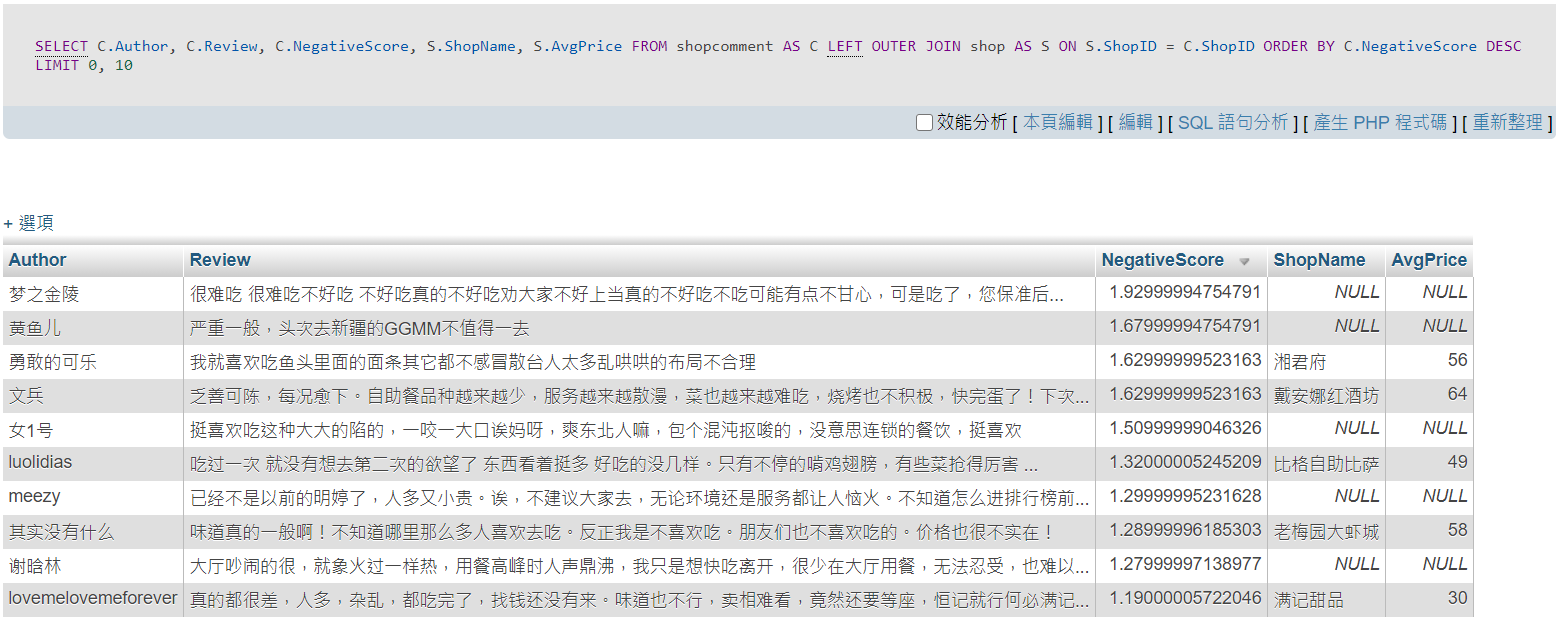 SELECT C.Author, C.Review, C.NegativeScore, S.ShopName, S.AvgPrice FROM shopcomment AS C LEFT OUTER JOIN shop AS S ON S.ShopID = C.ShopID ORDER BY C.NegativeScore DESC
LIMIT 0, 10
效能分析 [ 本頁編輯 ] [ 編輯 ] [ SQL 語句分析 ] [ 產生 PHP 程式碼 ] [ 重新整理 ]
+ 選項
Author Review NegativeScore ShopName AvgPrice
梦之金陵 很难吃 很难吃不好吃 不好吃真的不好吃劝大家不好上当真的不好吃不吃可能有点不甘心，可是吃了，您保准后... 1.92999994754791 NULL NULL
黄鱼儿 严重一般，头次去新疆的GGMM不值得一去 1.67999994754791 NULL NULL
勇敢的可乐 我就喜欢吃鱼头里面的面条其它都不感冒散台人太多乱哄哄的布局不合理 1.62999999523163 湘君府 56
文兵 乏善可陈，每况愈下。自助餐品种越来越少，服务越来越散漫，菜也越来越难吃，烧烤也不积极，快完蛋了！下次... 1.62999999523163 戴安娜红酒坊 64
女1号 挺喜欢吃这种大大的陷的，一咬一大口诶妈呀，爽东北人嘛，包个混沌抠唆的，没意思连锁的餐饮，挺喜欢 1.50999999046326 NULL NULL
luolidias 吃过一次 就没有想去第二次的欲望了 东西看着挺多 好吃的没几样。只有不停的啃鸡翅膀，有些菜抢得厉害 ... 1.32000005245209 比格自助比萨 49
meezy 已经不是以前的明婷了，人多又小贵。诶，不建议大家去，无论环境还是服务都让人恼火。不知道怎么进排行榜前... 1.29999995231628 NULL NULL
其实没有什么 味道真的一般啊！不知道哪里那么多人喜欢去吃。反正我是不喜欢吃。朋友们也不喜欢吃的。价格也很不实在！ 1.28999996185303 老梅园大虾城 58
谢晗林 大厅吵闹的很，就象火过一样热，用餐高峰时人声鼎沸，我只是想快吃离开，很少在大厅用餐，无法忍受，也难以... 1.27999997138977 NULL NULL
lovemelovemeforever 真的都很差，人多，杂乱，都吃完了，找钱还没有来。味道也不行，卖相难看，竟然还要等座，恒记就行何必满记... 1.19000005722046 满记甜品 30